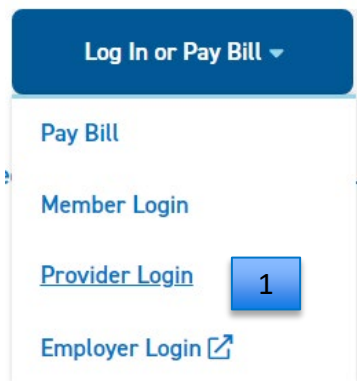 Log In or Pay Bill
Pay Bill
Member Login
Provider Login 1
Employer Login